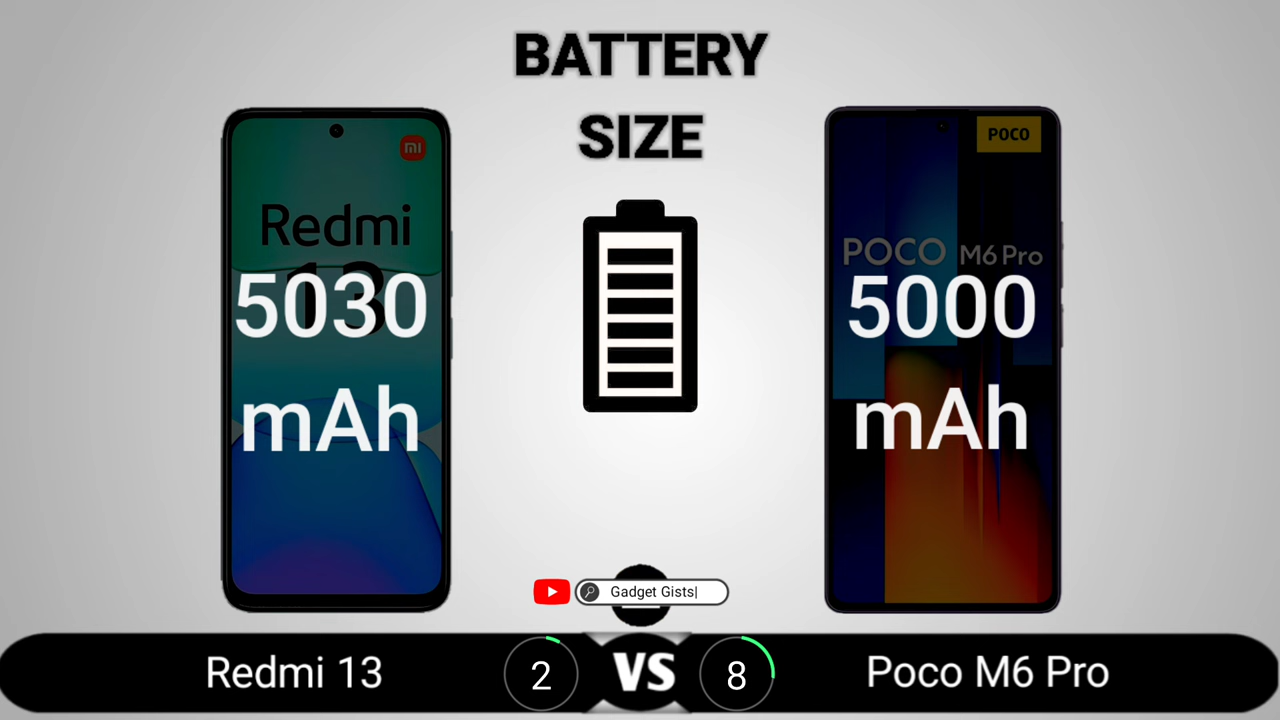 BATTERY
SIZE
mi
Redmi
13
5030
mAh
POCO
POCO M6 Pro
5000
mAh
Gadget Gists|
Redmi 13
2
VS
8
Poco M6 Pro